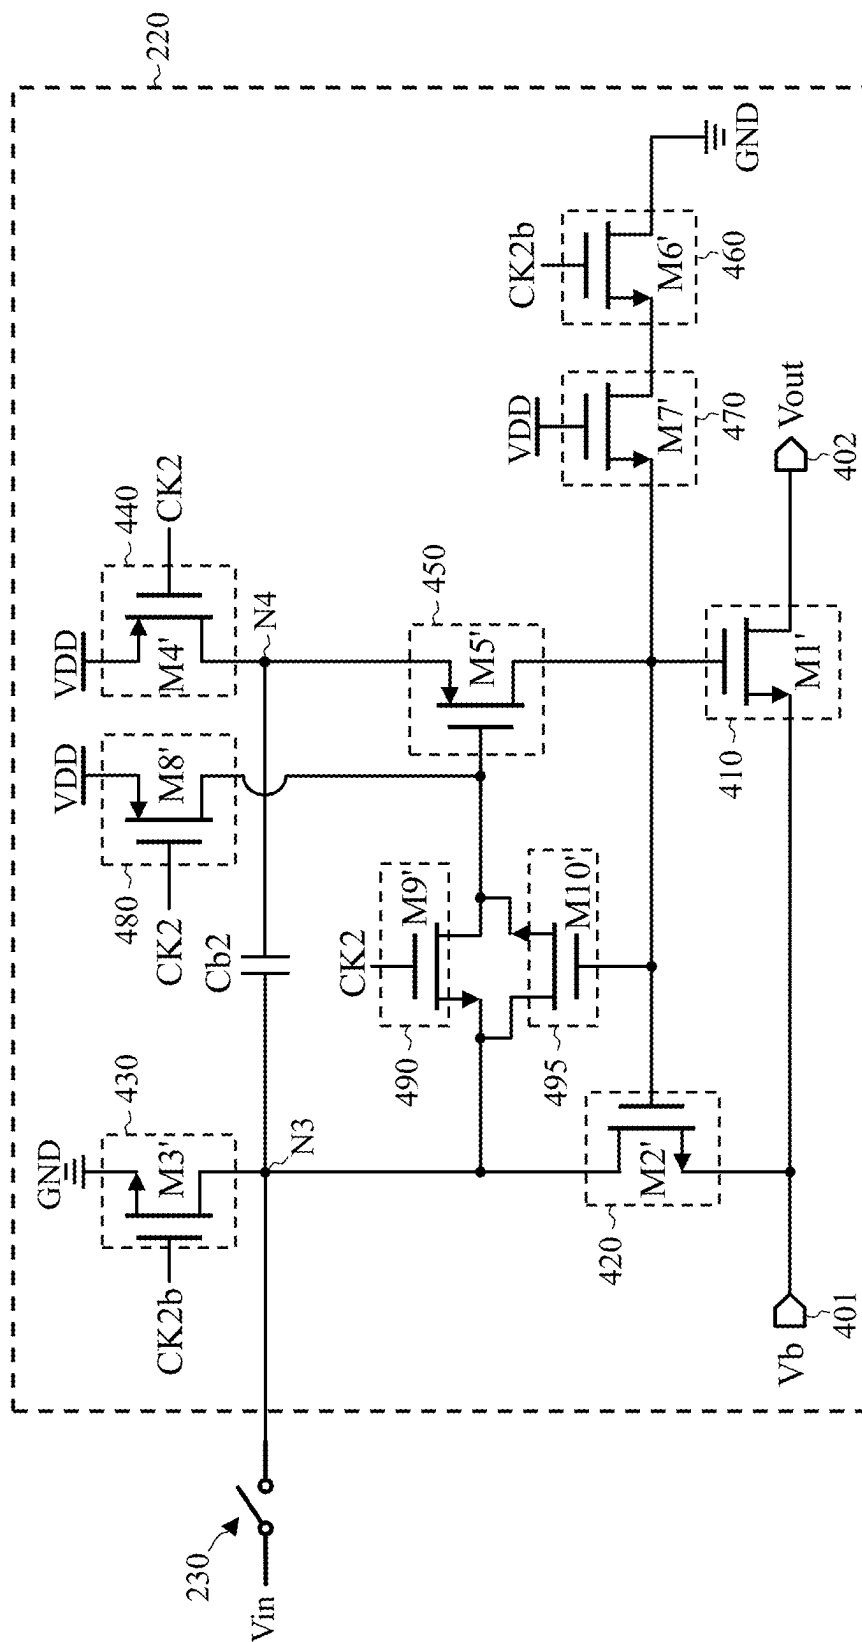 220
GND
430
M3'
CK2b
VDD
M8'
480
CK2
VDD
M4'
440
CK2
Vin
230
N3
Cb2
N4
CK2
M9'
490
M10'
495
M5'
450
VDD
M7'
470
CK2b
M6'
460
GND
M2'
420
M1'
410
Vb
401
Vout
402